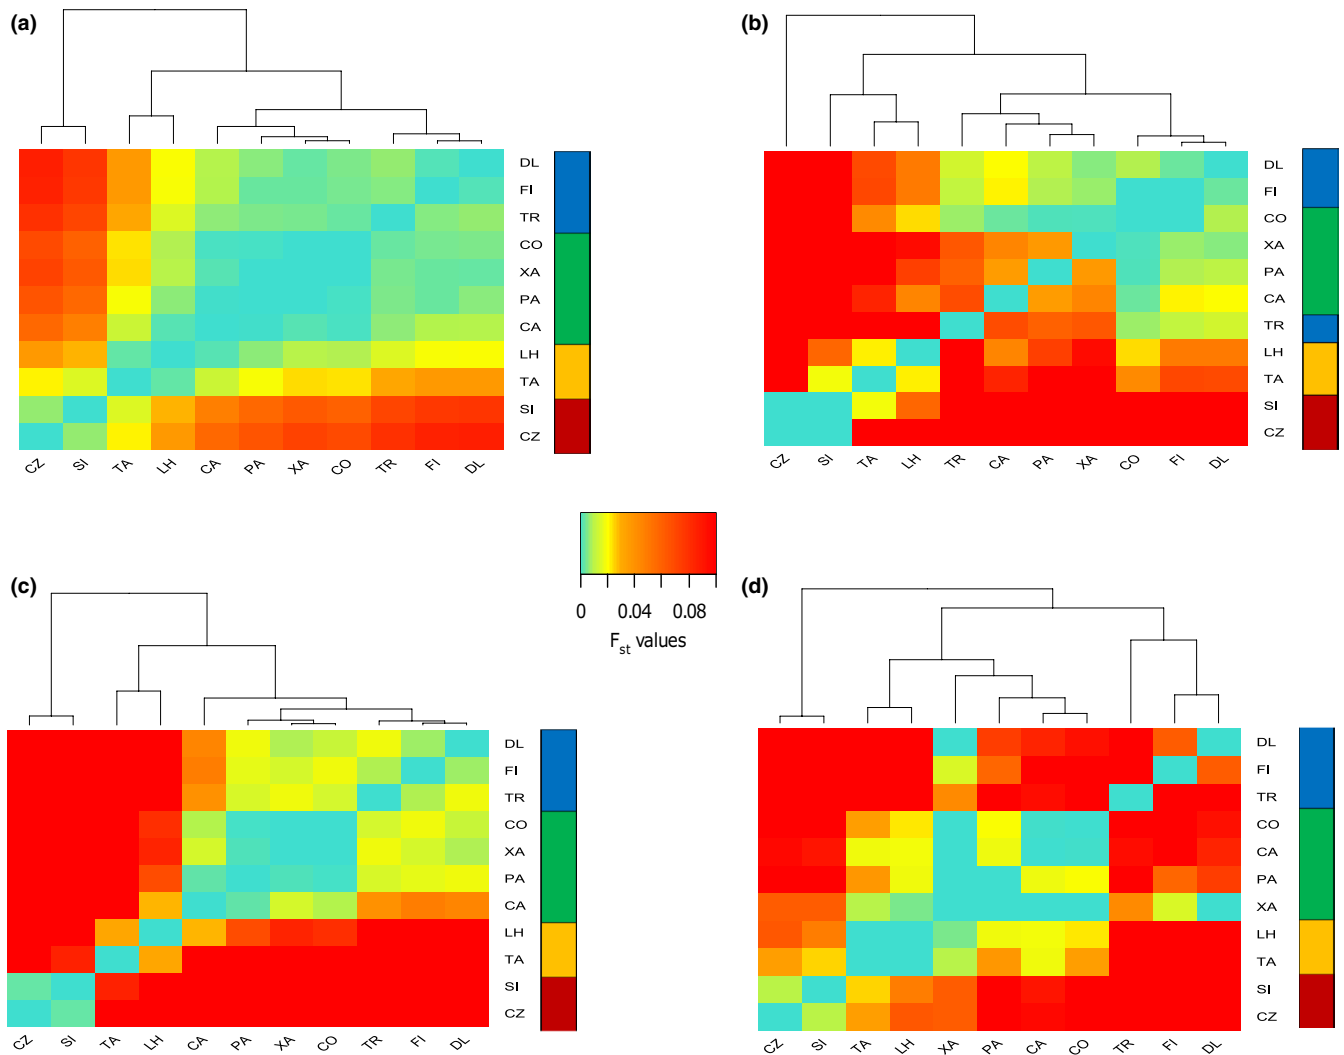 (a)
DL
FI
TR
CO
XA
PA
CA
LH
TA
SI
CZ
CZ SI TA LH CA PA XA CO TR FI DL
(b)
DL
FI
CO
XA
PA
CA
TR
LH
TA
SI
CZ
CZ SI TA LH TR CA PA XA CO FI DL
0 0.04 0.08
Fst values
(c)
DL
FI
TR
CO
XA
PA
CA
LH
TA
SI
CZ
CZ SI TA LH CA PA XA CO TR FI DL
(d)
DL
FI
TR
CO
CA
PA
XA
LH
TA
SI
CZ
CZ SI TA LH XA PA CA CO TR FI DL